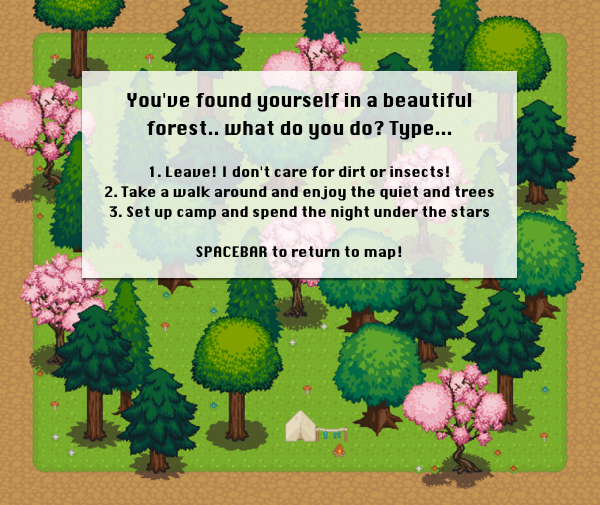 You've found yourself in a beautiful
forest.. what do you do? Type...
1. Leave! I don't care for dirt or insects!
2. Take a walk around and enjoy the quiet and trees
3. Set up camp and spend the night under the stars
SPACEBAR to return to map!